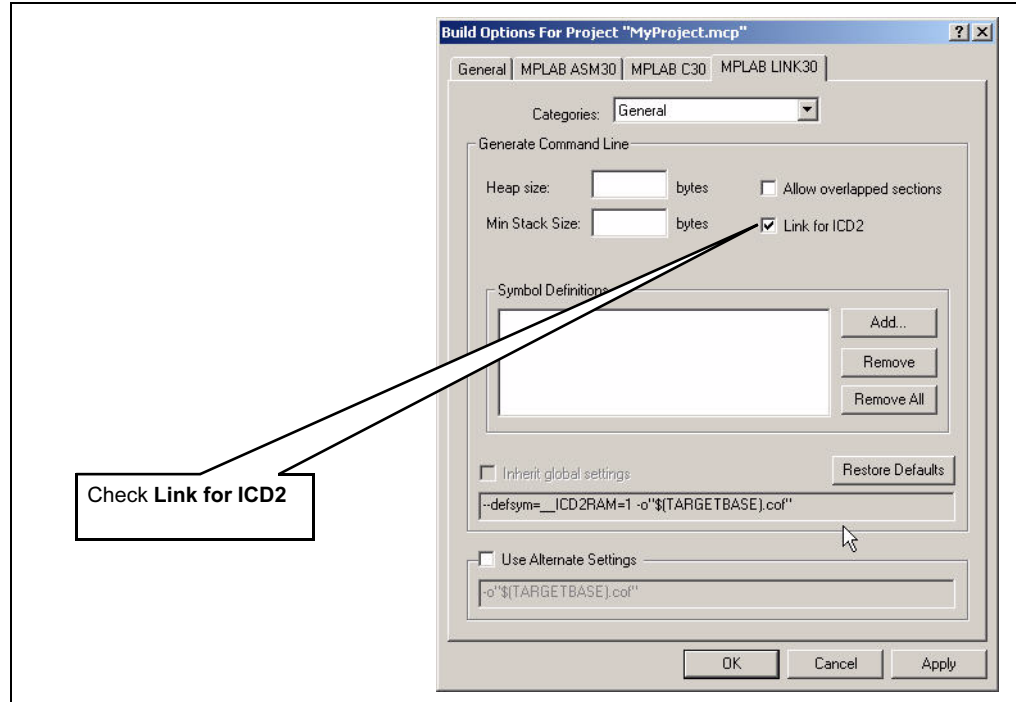 Build Options For Project "MyProject.mcp"
General MPLAB ASM30 MPLAB C30 MPLAB LINK30
Categories: General
Generate Command Line
Heap size: bytes Allow overlapped sections
Min Stack Size: bytes Link for ICD2
Symbol Definitions
Add...
Remove
Remove All
Check Link for ICD2
Inherit global settings Restore Defaults
--defsym=__ICD2RAM=1 -o"$(TARGETBASE).cof"
Use Alternate Settings
-o"$(TARGETBASE).cof"
OK Cancel Apply